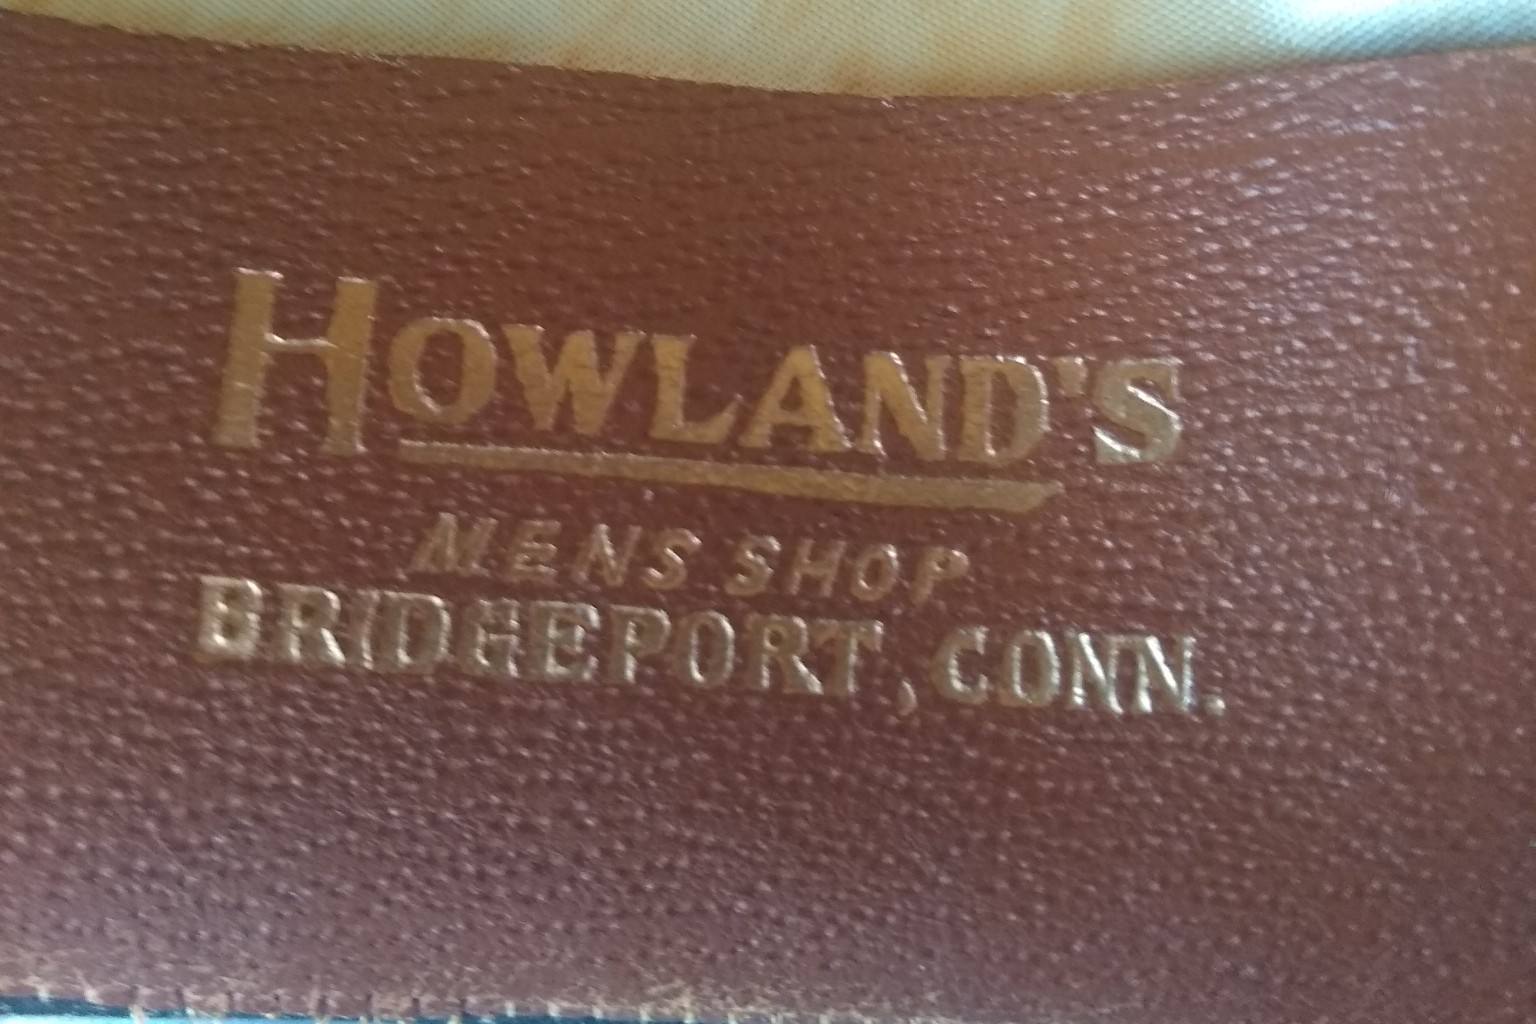 HOWLAND'S
MENS SHOP
BRIDGEPORT, CONN.